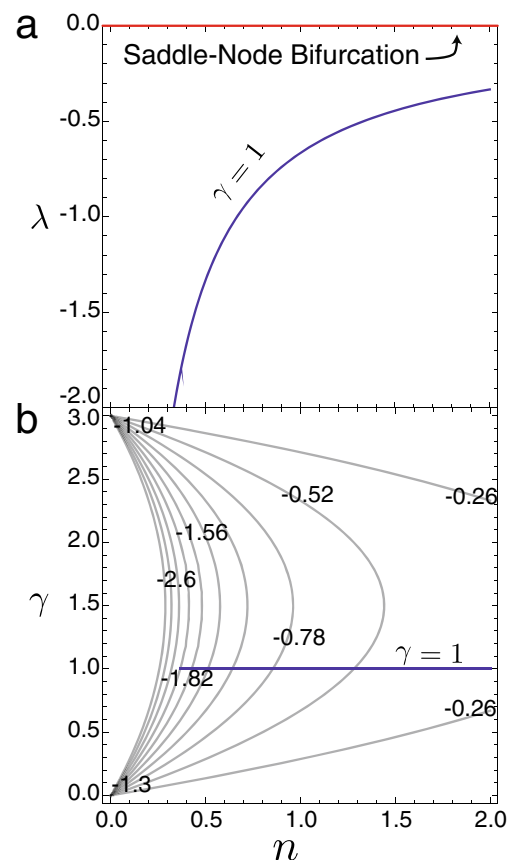 a
0.0
Saddle-Node Bifurcation
-0.5
γ = 1
λ
-1.0
-1.5
-2.0
b
3.0
-1.04
2.5
-0.52
-0.26
2.0
-1.56
-2.6
γ
1.5
-0.78
γ = 1
1.0
-1.82
-0.26
0.5
-1.3
0.0
0.0 0.5 1.0 1.5 2.0
n